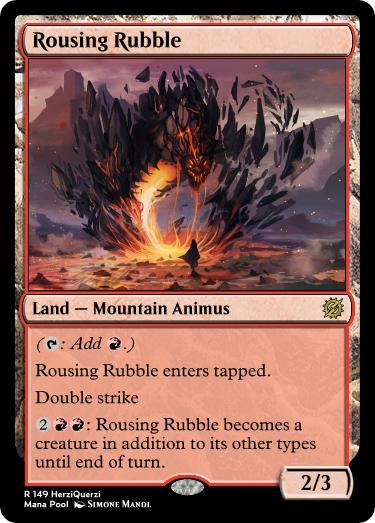 Rousing Rubble
Land — Mountain Animus
(T: Add R.)
Rousing Rubble enters tapped.
Double strike
2RR: Rousing Rubble becomes a
creature in addition to its other types
until end of turn.
2/3
R 149 HerziQuerzi
Mana Pool Simone Mandl